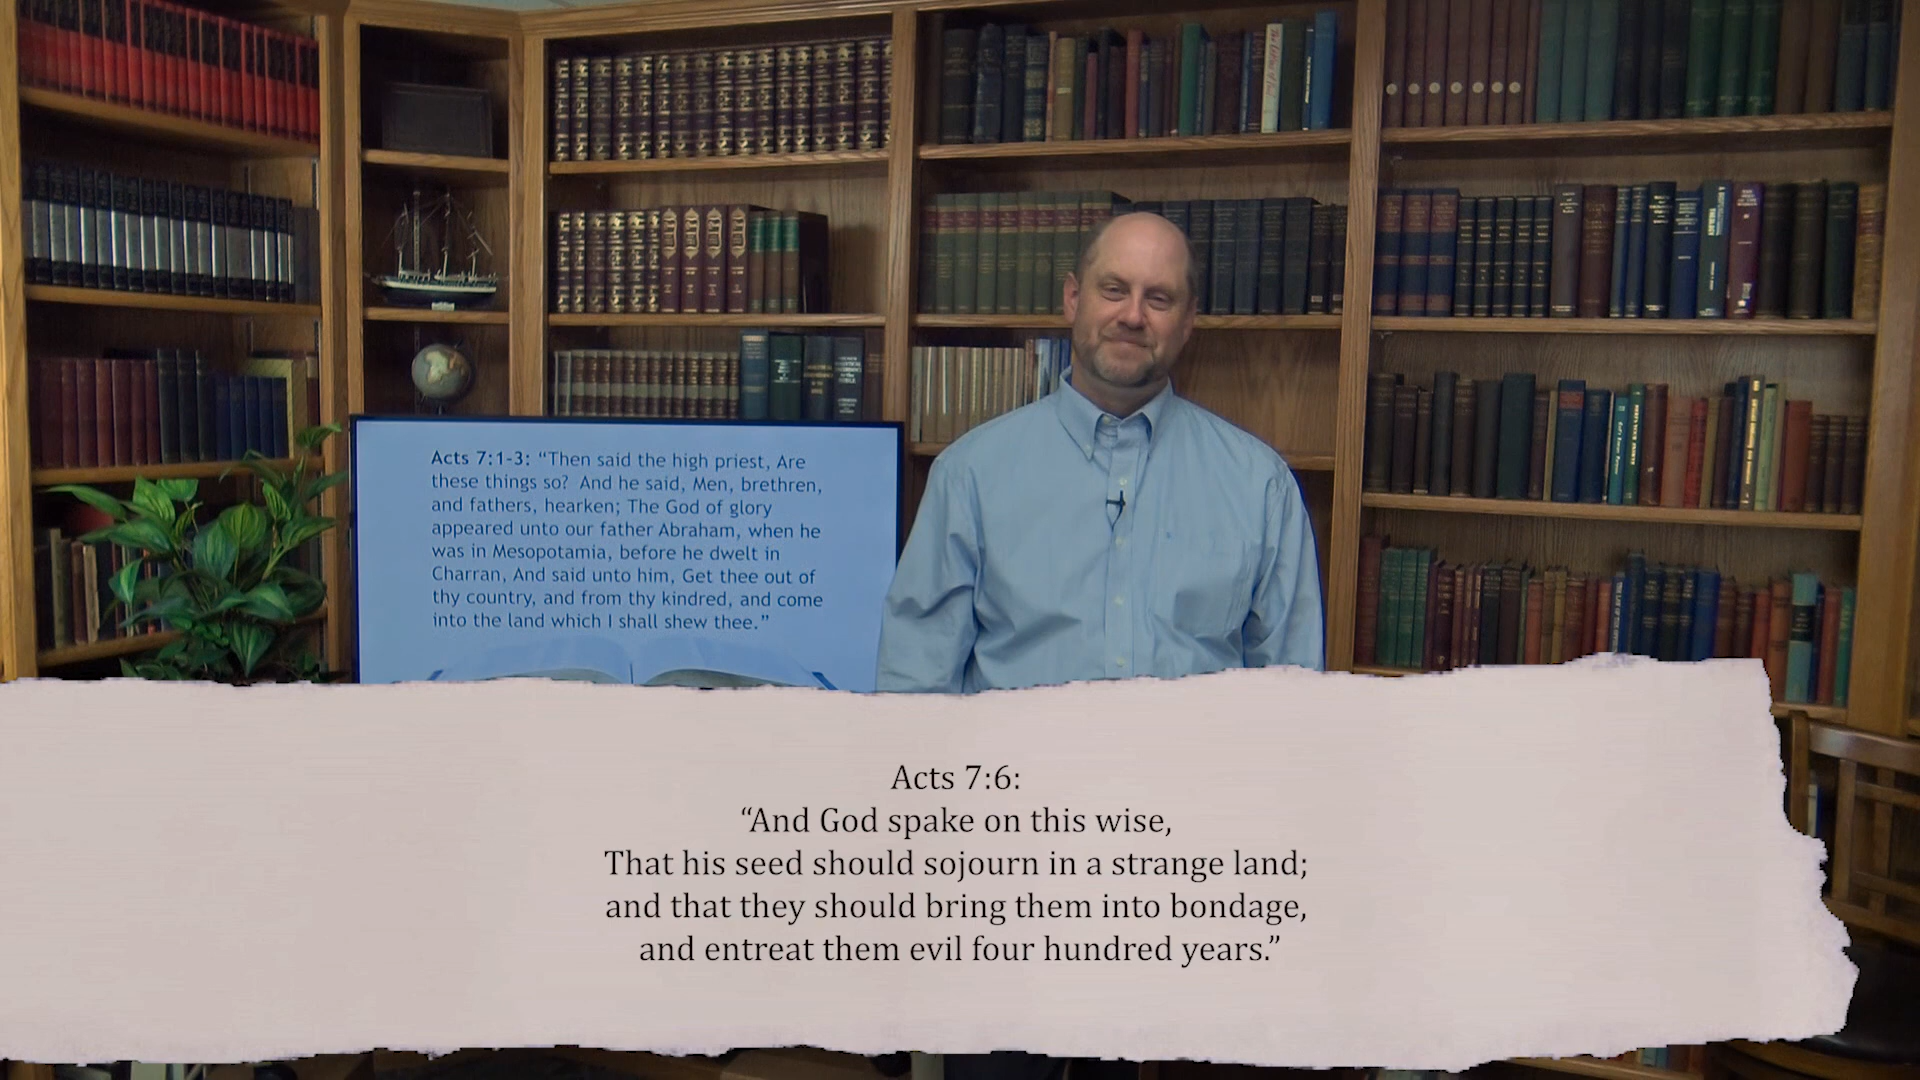 Acts 7:1-3: “Then said the high priest, Are
these things so?  And he said, Men, brethren,
and fathers, hearken; The God of glory
appeared unto our father Abraham, when he
was in Mesopotamia, before he dwelt in
Charran, And said unto him, Get thee out of
thy country, and from thy kindred, and come
into the land which I shall shew thee.”
Acts 7:6:
“And God spake on this wise,
That his seed should sojourn in a strange land;
and that they should bring them into bondage,
and entreat them evil four hundred years.”